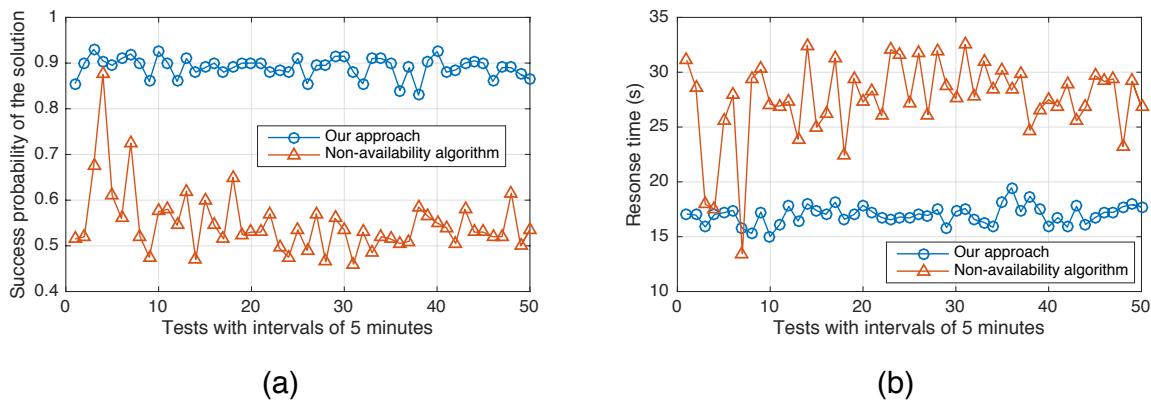 Success probability of the solution
1
0.9
0.8
0.7
0.6
0.5
0.4
Our approach
Non-availability algorithm
0 10 20 30 40 50
Tests with intervals of 5 minutes
(a)
Resonse time (s)
35
30
25
20
15
10
Our approach
Non-availability algorithm
0 10 20 30 40 50
Tests with intervals of 5 minutes
(b)